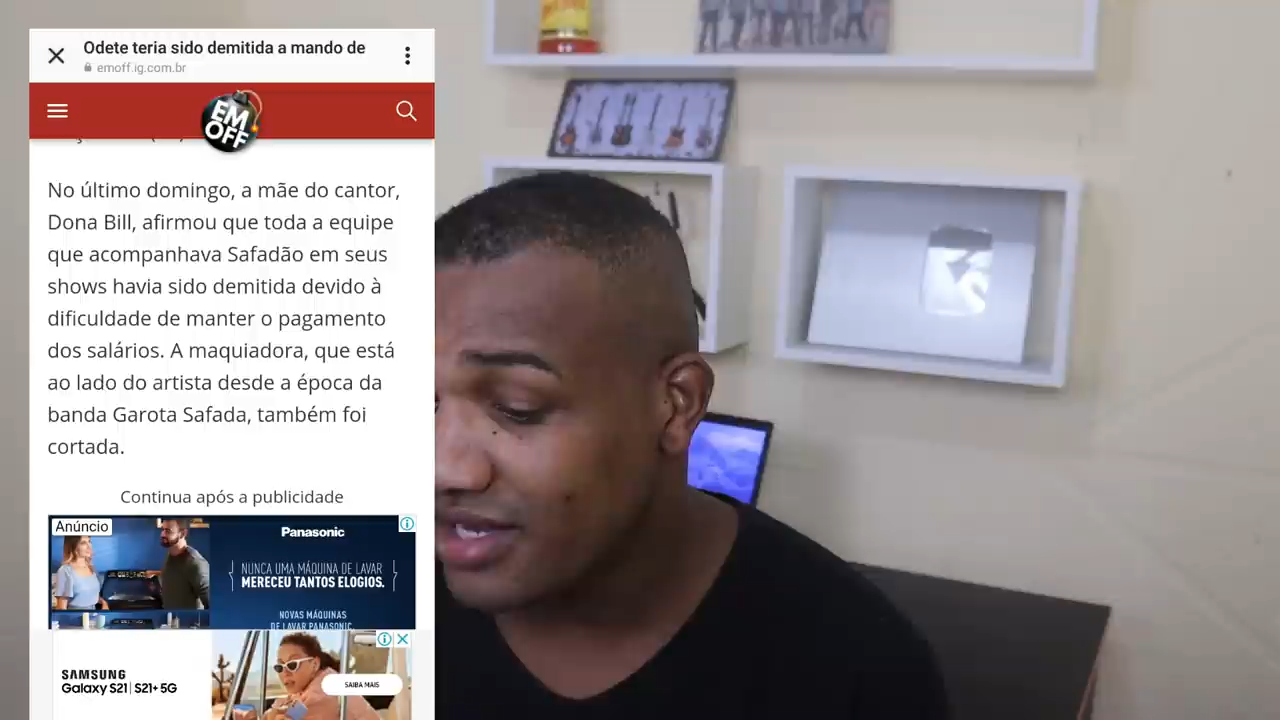 Odete teria sido demitida a mando de
emoff.ig.com.br
EM
OFF
No último domingo, a mãe do cantor,
Dona Bill, afirmou que toda a equipe
que acompanhava Safadão em seus
shows havia sido demitida devido à
dificuldade de manter o pagamento
dos salários. A maquiadora, que está
ao lado do artista desde a época da
banda Garota Safada, também foi
cortada.
Continua após a publicidade
Anúncio
Panasonic
NUNCA UMA MÁQUINA DE LAVAR
MERECEU TANTOS ELOGIOS.
NOVAS MÁQUINAS
DE LAVAR PANASONIC.
SAMSUNG
Galaxy S21 | S21+ 5G
SAIBA MAIS